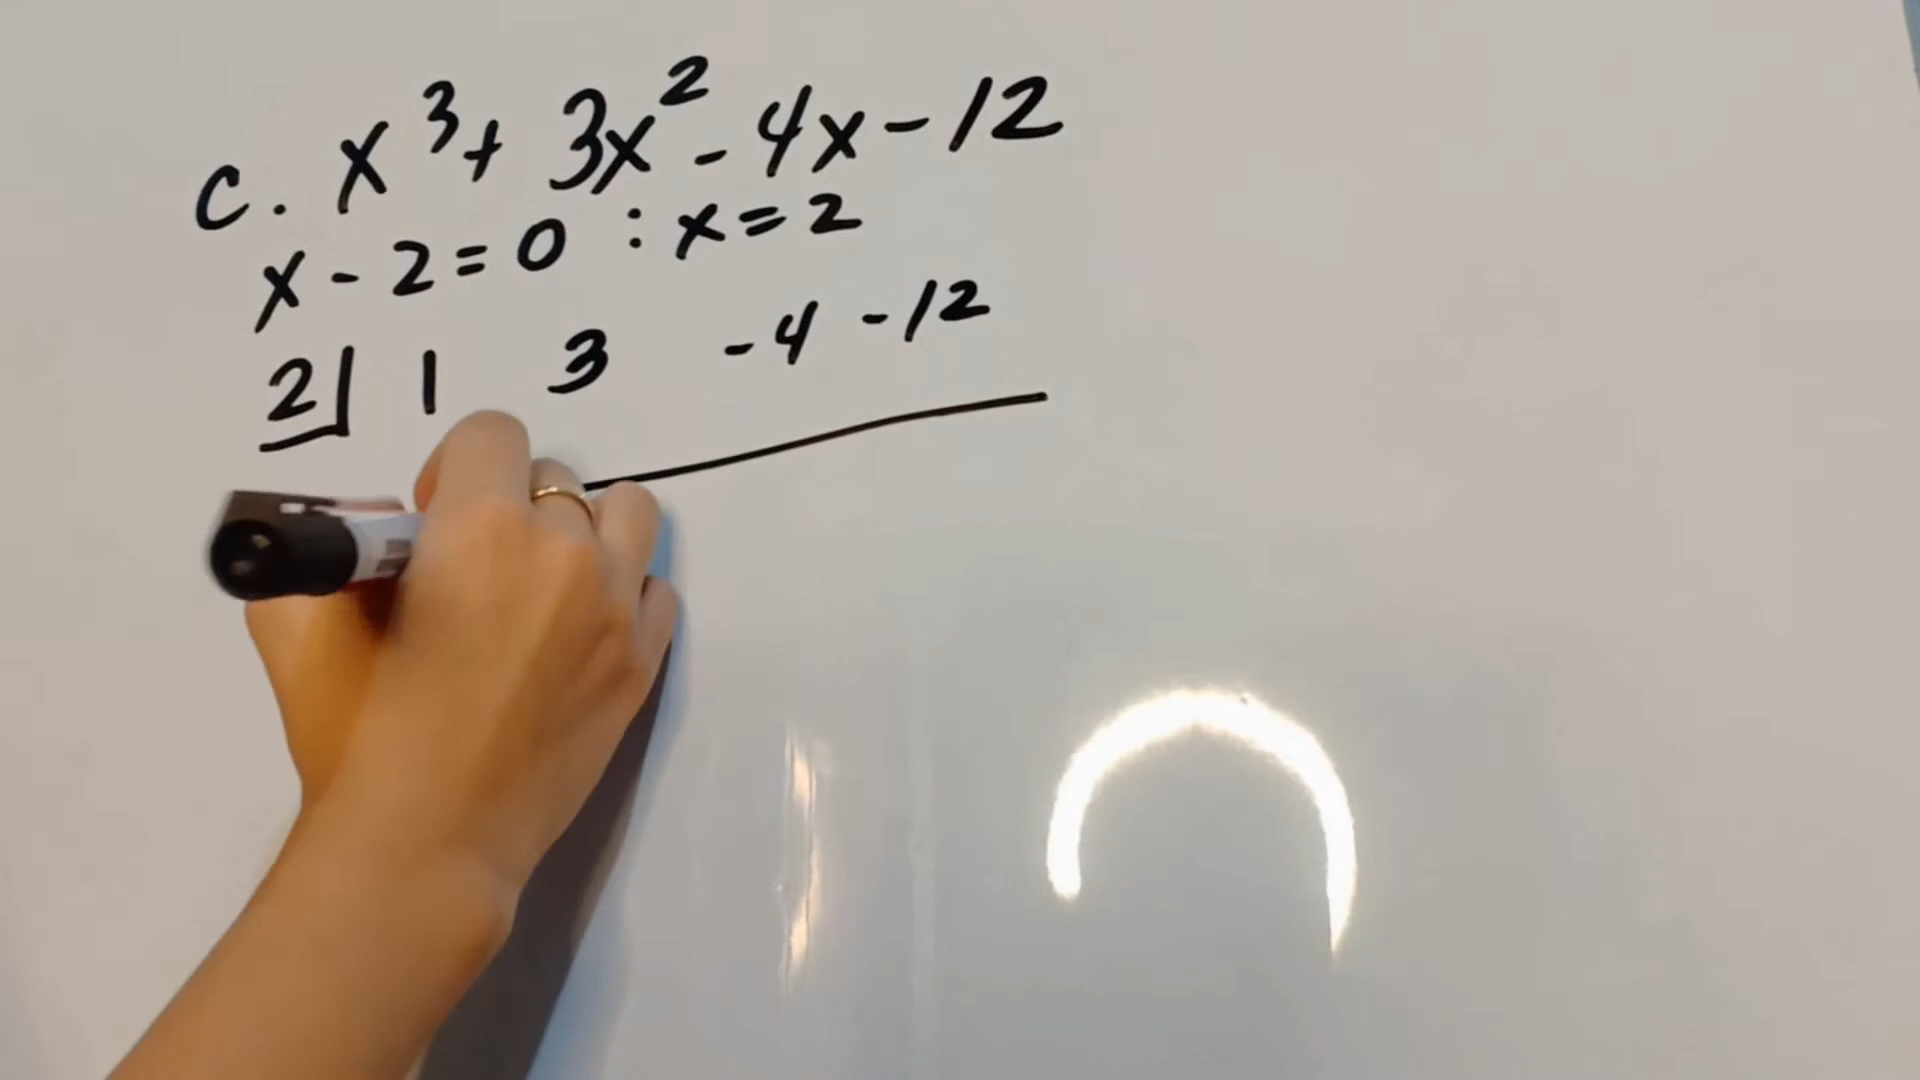 c. x³ + 3x² - 4x - 12
x - 2 = 0 : x = 2
2| 1 3 -4 -12